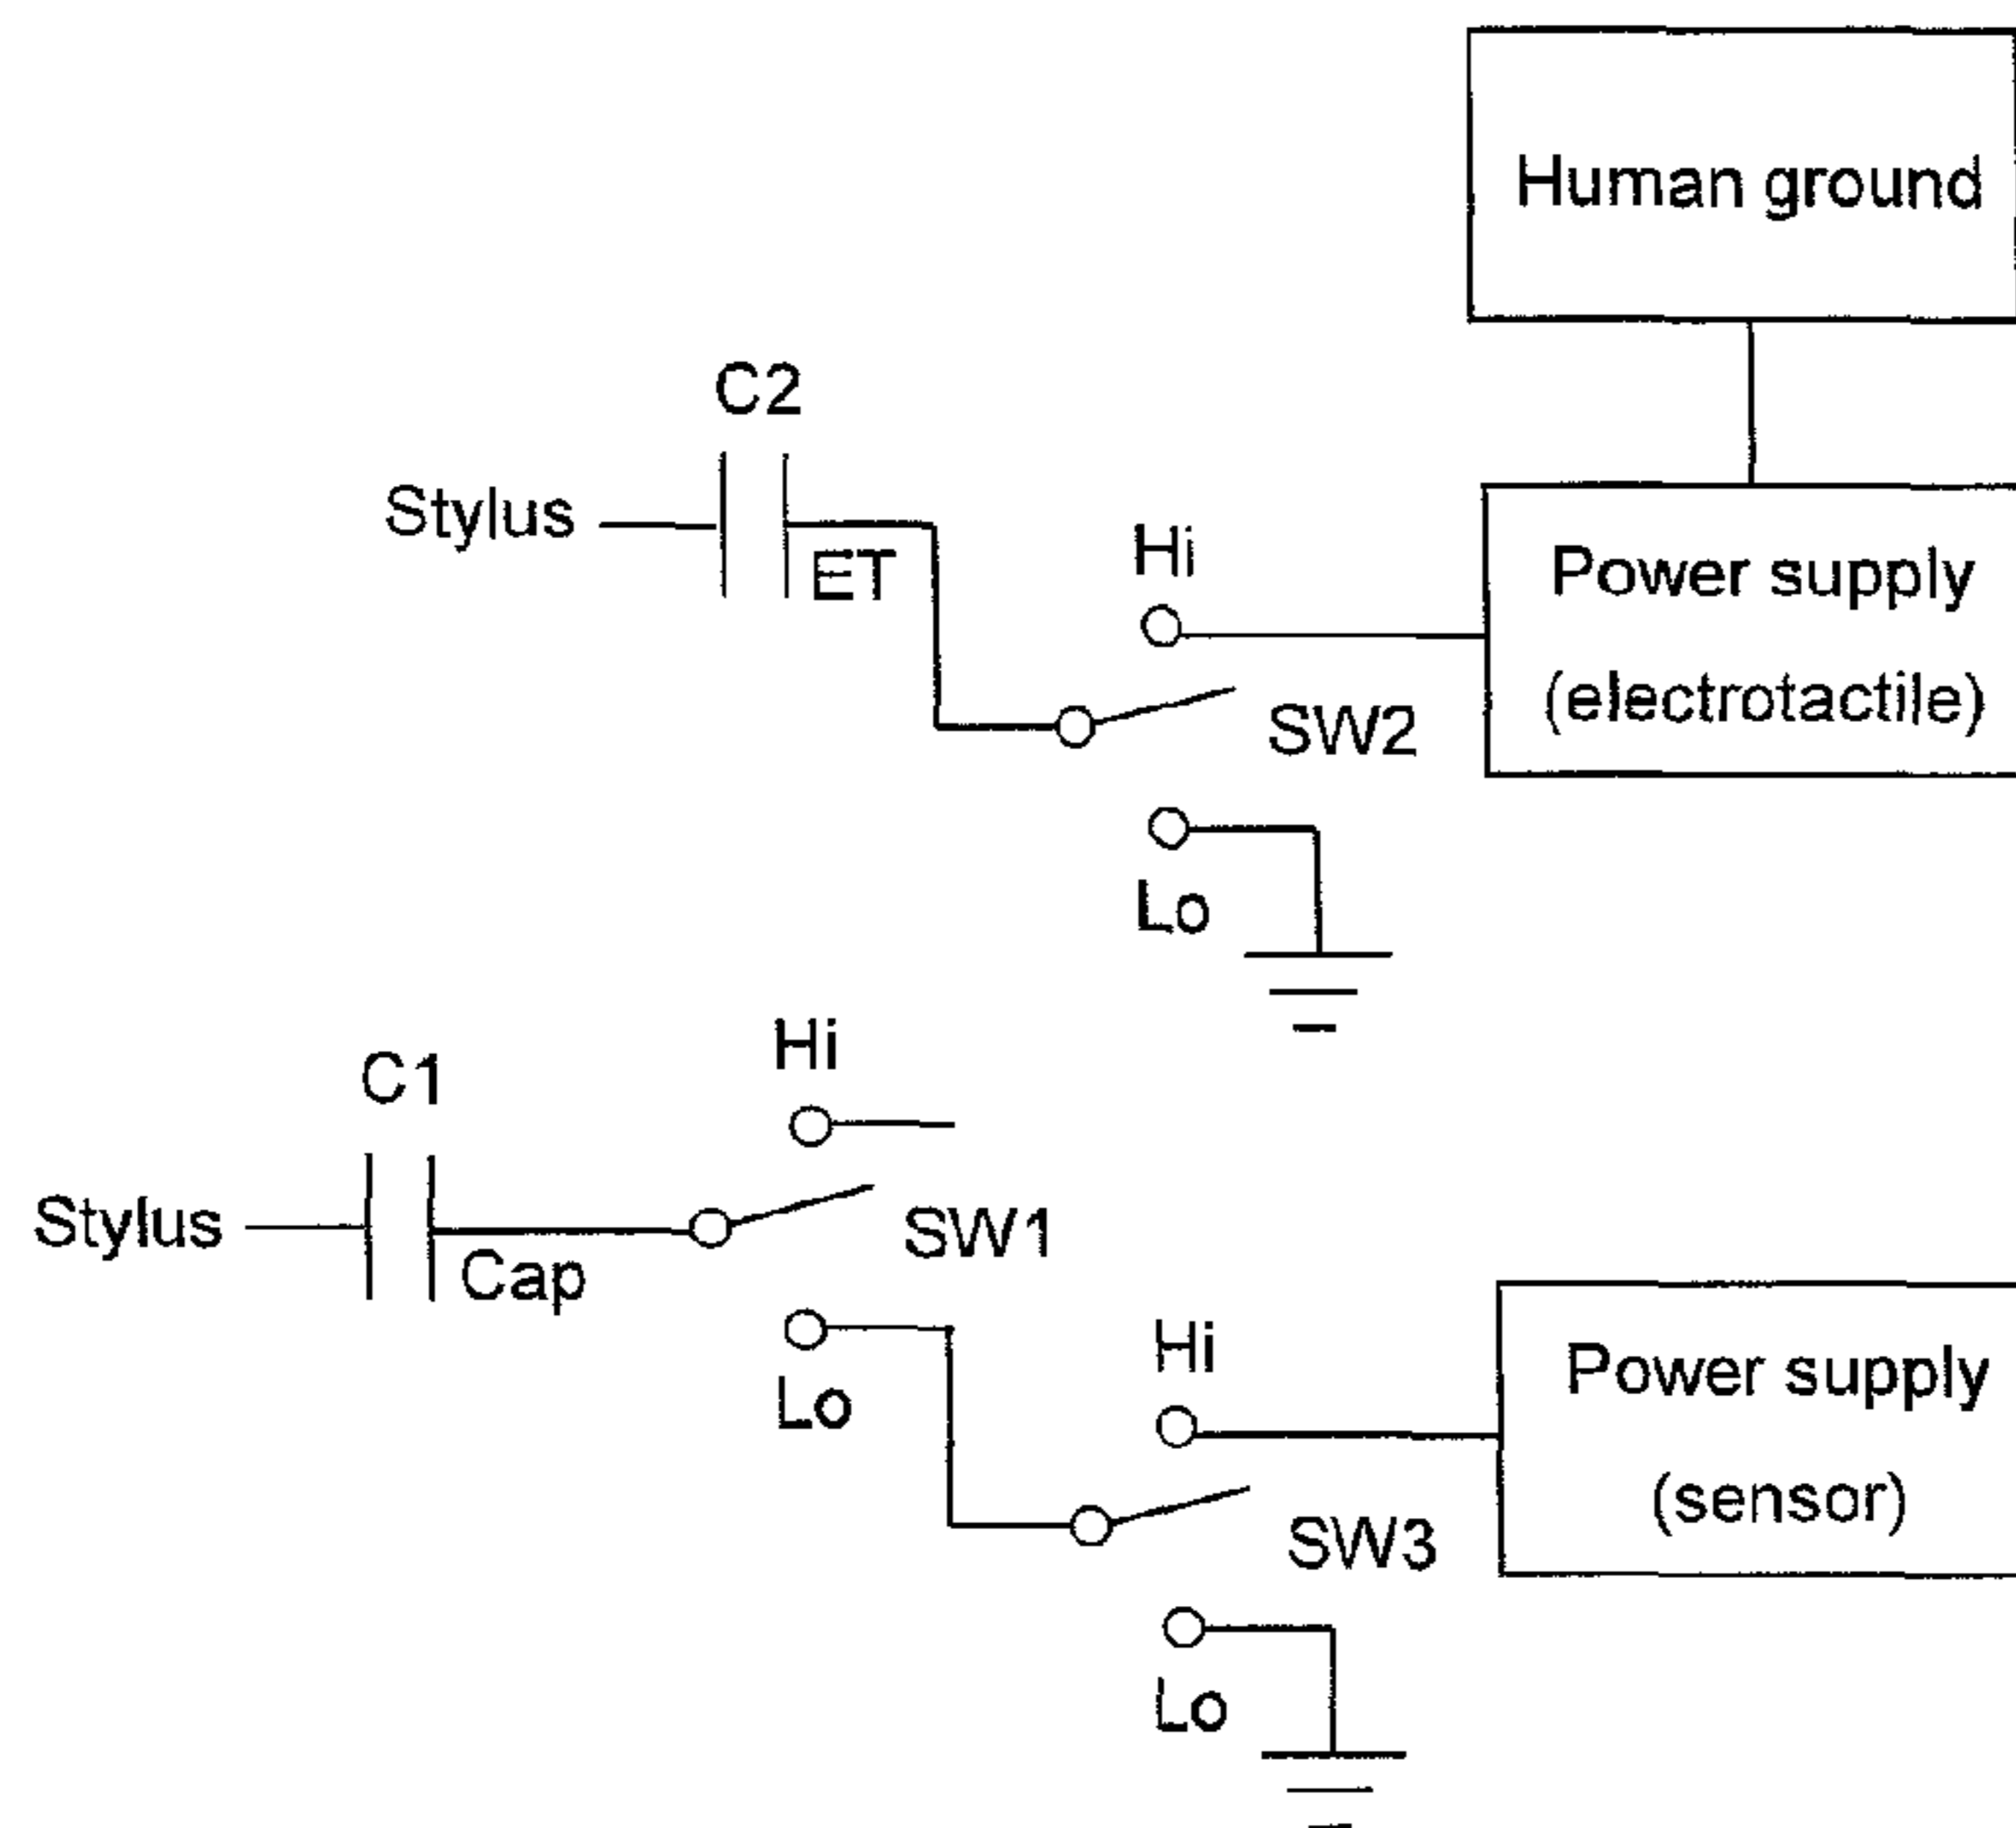 Human ground
C2
Stylus
ET
Hi
Power supply
(electrotactile)
SW2
Lo
Hi
C1
Stylus
Cap
SW1
Lo
Hi
Power supply
(sensor)
SW3
Lo